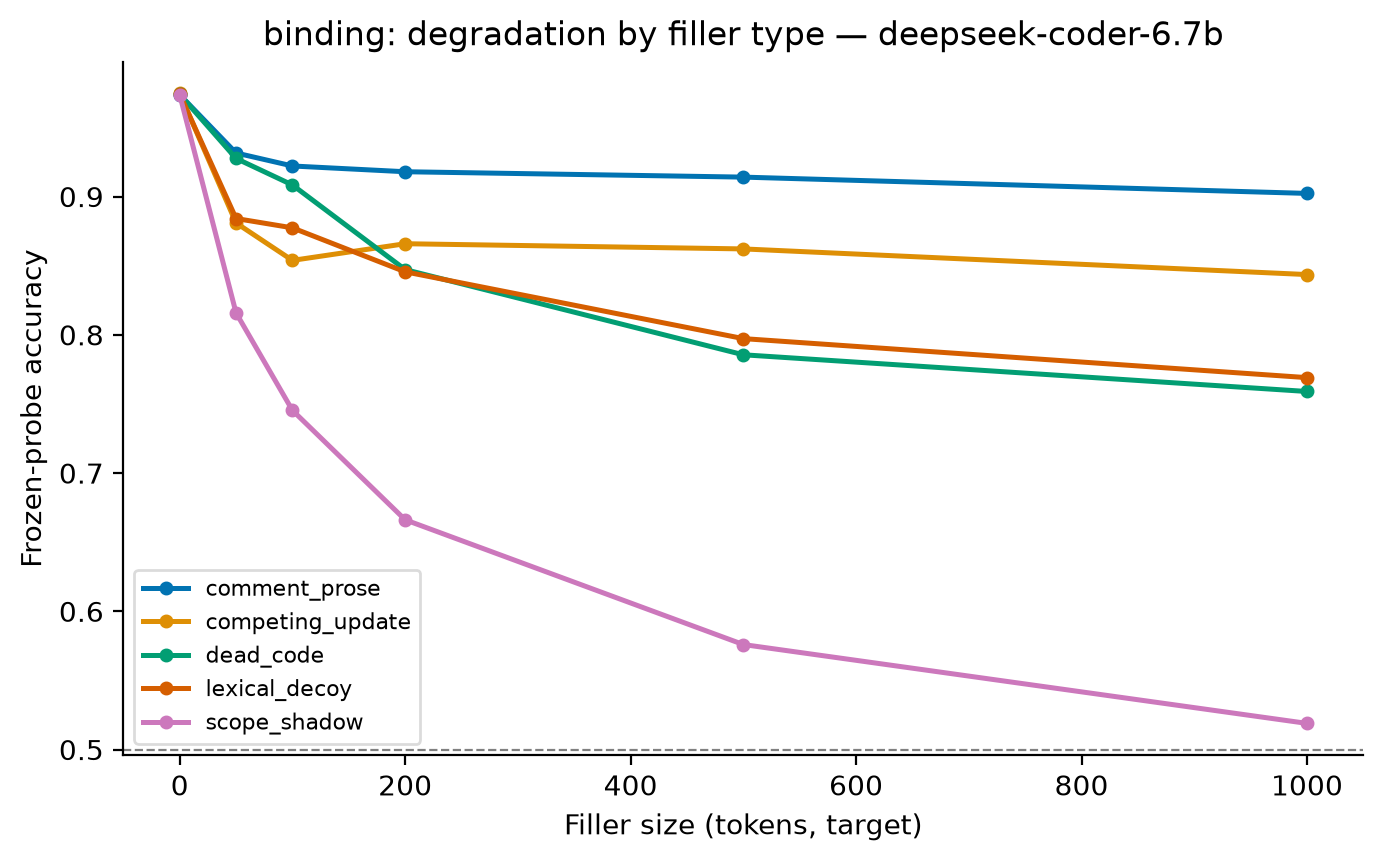 binding: degradation by filler type — deepseek-coder-6.7b
Frozen-probe accuracy
0.9
0.8
0.7
0.6
0.5
comment_prose
competing_update
dead_code
lexical_decoy
scope_shadow
0 200 400 600 800 1000
Filler size (tokens, target)